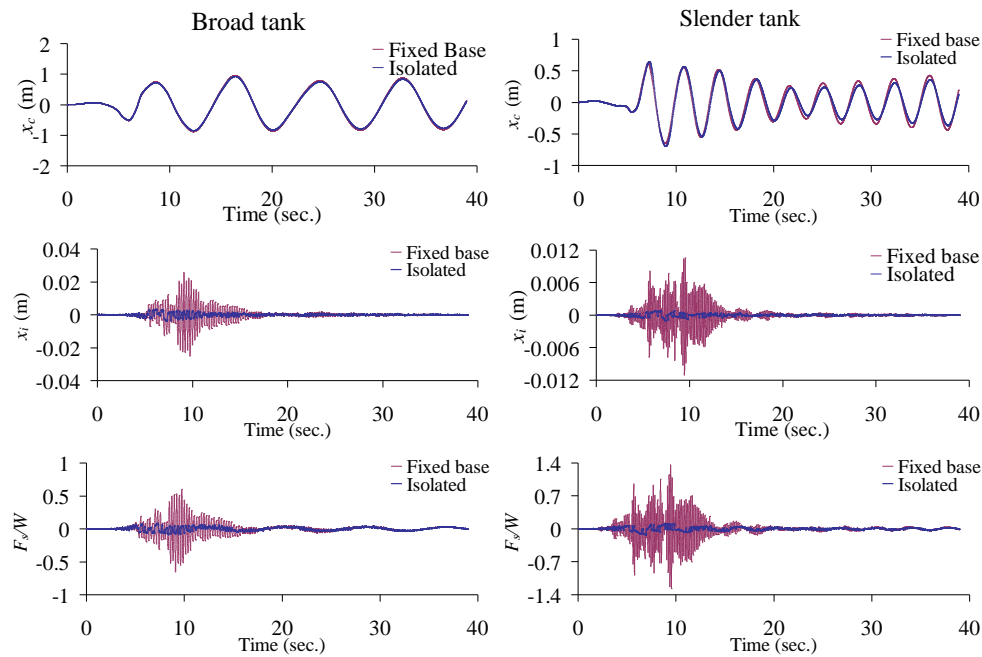 Broad tank
Fixed Base
Isolated
x_c (m)
2
1
0
-1
-2
0 10 20 30 40
Time (sec.)
Slender tank
Fixed base
Isolated
x_c (m)
1
0.5
0
-0.5
-1
0 10 20 30 40
Time (sec.)
Fixed base
Isolated
x_i (m)
0.04
0.02
0
-0.02
-0.04
0 10 20 30 40
Time (sec.)
Fixed base
Isolated
x_i (m)
0.012
0.006
0
-0.006
-0.012
0 10 20 30 40
Time (sec.)
Fixed base
Isolated
F_s/W
1
0.5
0
-0.5
-1
0 10 20 30 40
Time (sec.)
Fixed base
Isolated
F_s/W
1.4
0.7
0
-0.7
-1.4
0 10 20 30 40
Time (sec.)